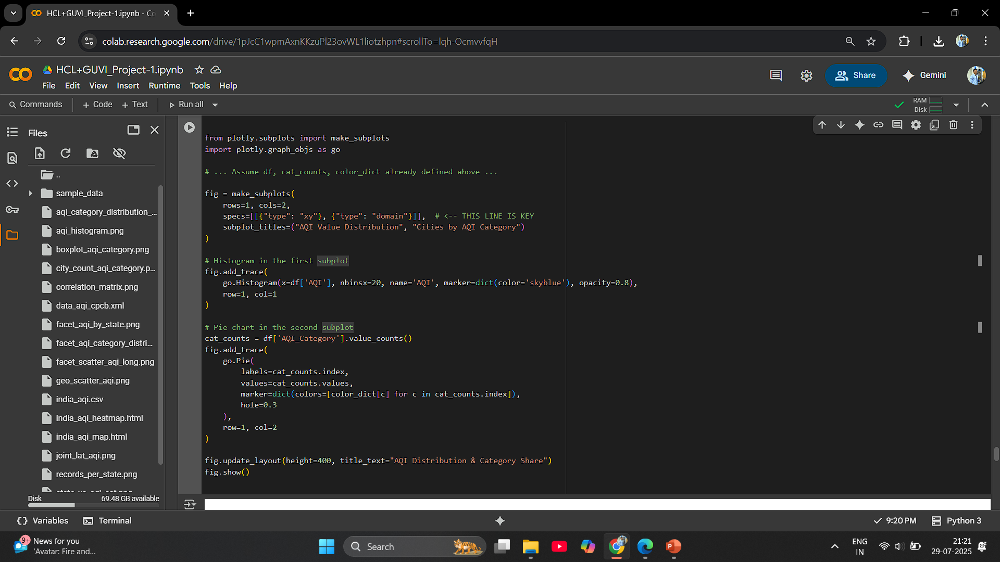 HCL+GUVI_Project-1.ipynb - Co
colab.research.google.com/drive/1pJcC1wpmAxnKKzuPl23ovWL1liotzhpn#scrollTo=lqh-OcmvvfqH
HCL+GUVI_Project-1.ipynb
File Edit View Insert Runtime Tools Help
Share
Gemini
Commands + Code + Text Run all
RAM
Disk
Files
..
sample_data
aqi_category_distribution_...
aqi_histogram.png
boxplot_aqi_category.png
city_count_aqi_category.p...
correlation_matrix.png
data_aqi_cpcb.xml
facet_aqi_by_state.png
facet_aqi_category_distri...
facet_scatter_aqi_long.png
geo_scatter_aqi.png
india_aqi.csv
india_aqi_heatmap.html
india_aqi_map.html
joint_lat_aqi.png
records_per_state.png
Disk 69.48 GB available
from plotly.subplots import make_subplots
import plotly.graph_objs as go
# ... Assume df, cat_counts, color_dict already defined above ...
fig = make_subplots(
    rows=1, cols=2,
    specs=[[{"type": "xy"}, {"type": "domain"}]],  # <-- THIS LINE IS KEY
    subplot_titles=("AQI Value Distribution", "Cities by AQI Category")
)
# Histogram in the first subplot
fig.add_trace(
    go.Histogram(x=df['AQI'], nbinsx=20, name='AQI', marker=dict(color='skyblue'), opacity=0.8),
    row=1, col=1
)
# Pie chart in the second subplot
cat_counts = df['AQI_Category'].value_counts()
fig.add_trace(
    go.Pie(
        labels=cat_counts.index,
        values=cat_counts.values,
        marker=dict(colors=[color_dict[c] for c in cat_counts.index]),
        hole=0.3
    ),
    row=1, col=2
)
fig.update_layout(height=400, title_text="AQI Distribution & Category Share")
fig.show()
Variables Terminal
9:20 PM Python 3
9+
News for you
'Avatar: Fire and...
Search
ENG
IN
21:21
29-07-2025